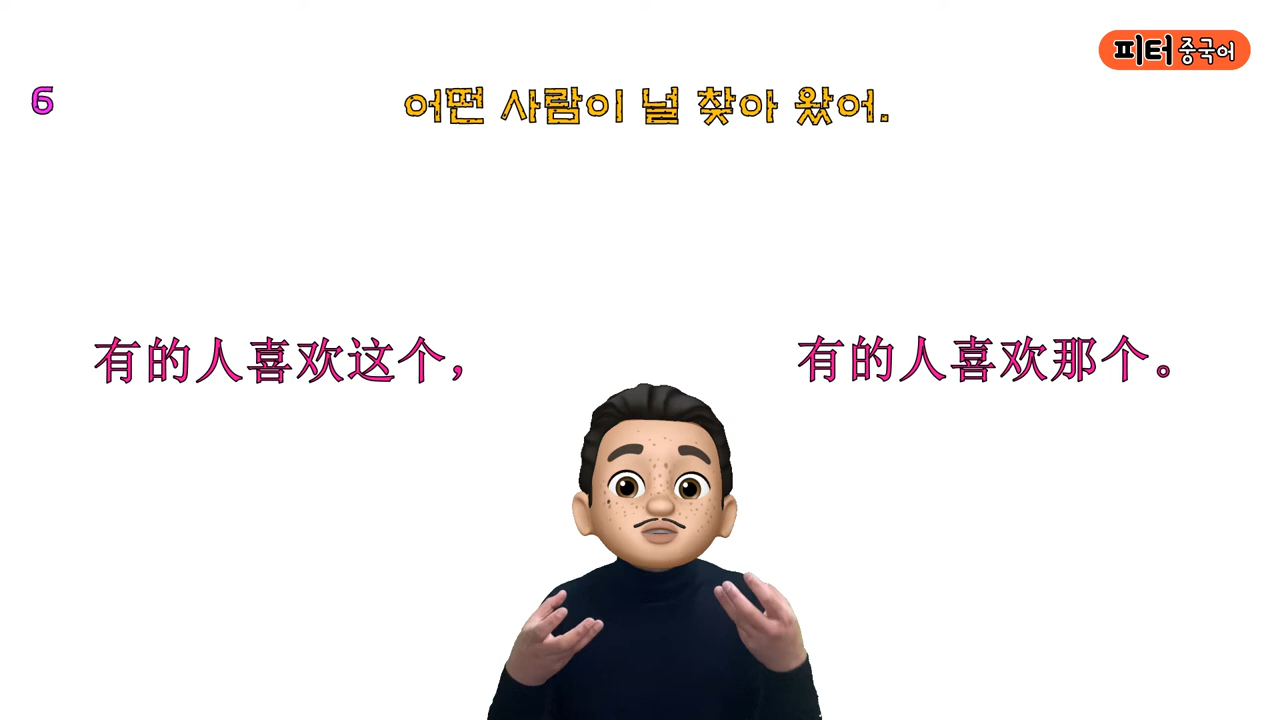 피터 중국어
6
어떤 사람이 널 찾아 왔어.
有的人喜欢这个，
有的人喜欢那个。